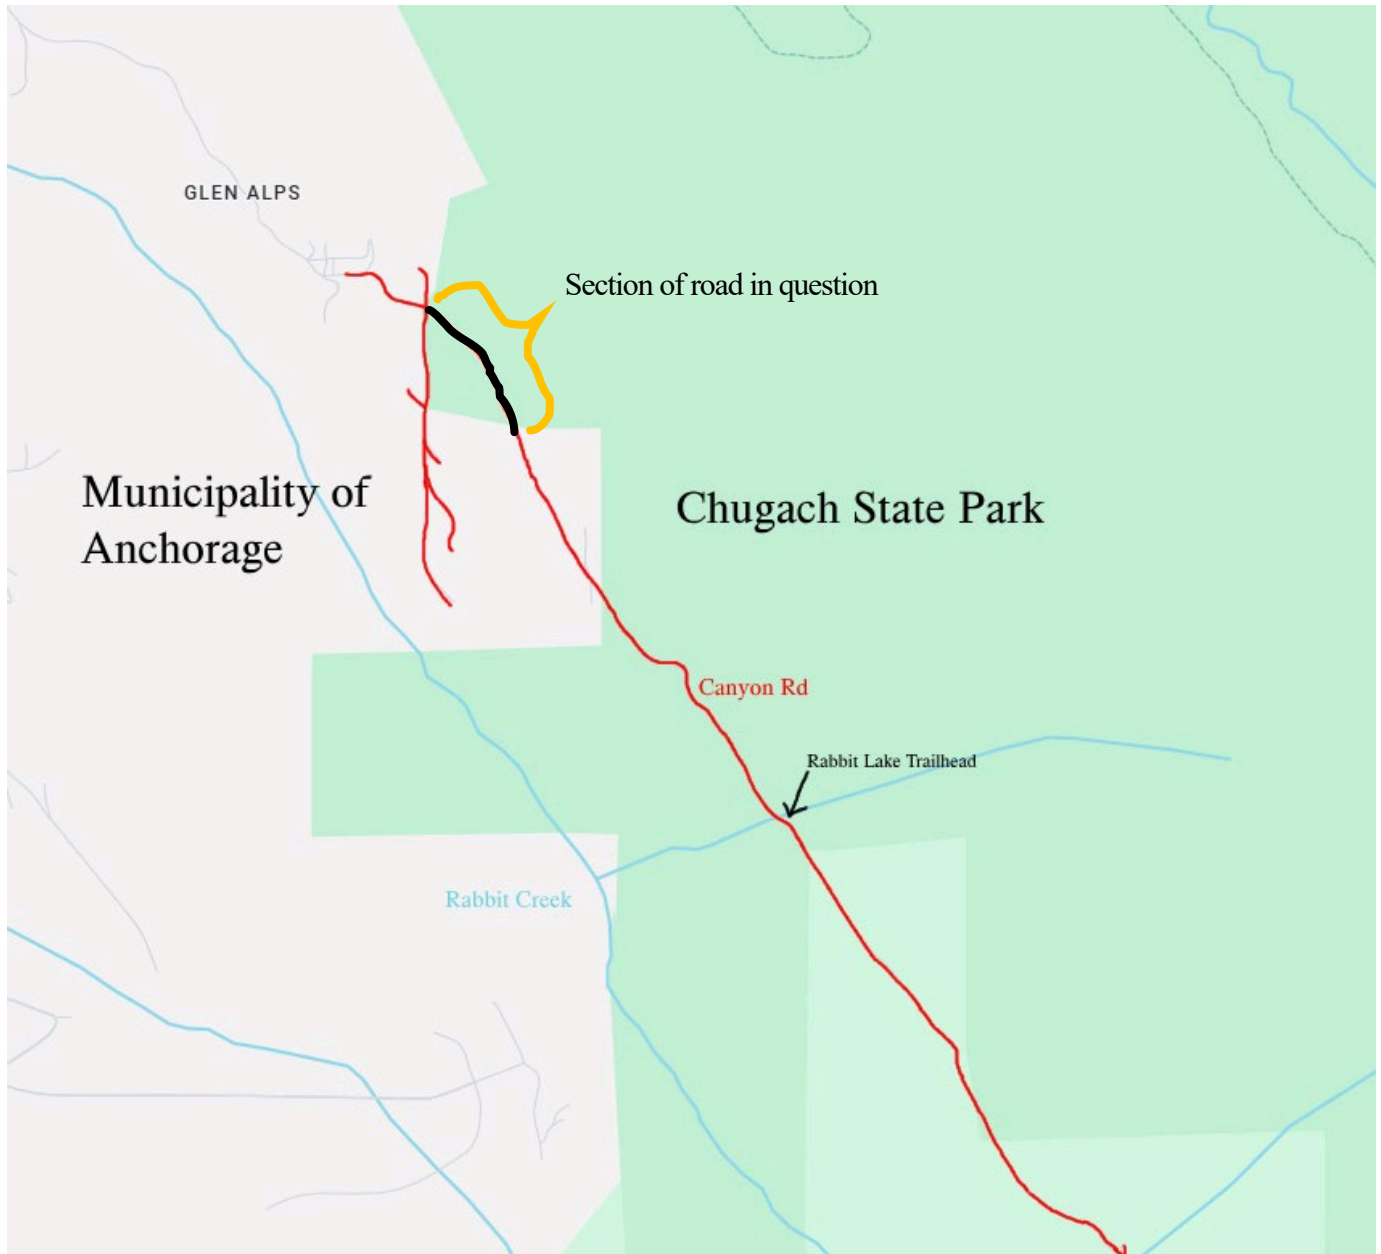 GLEN ALPS
Section of road in question
Municipality of
Anchorage
Chugach State Park
Canyon Rd
Rabbit Lake Trailhead
Rabbit Creek